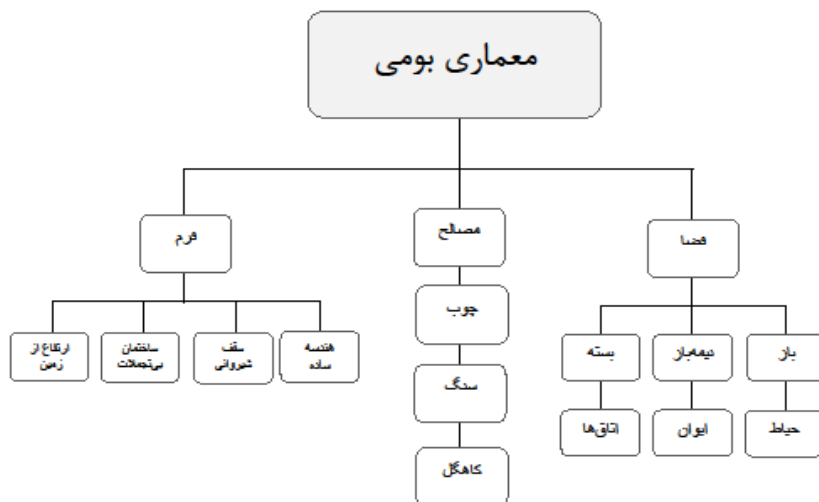 معماری بومی
فضا
مصالح
فرم
باز
نیمه‌باز
بسته
حیاط
ایوان
اتاق‌ها
چوب
سنگ
کاهگل
هندسه
ساده
سقف
شیروانی
ساختمان
بی‌تجملات
ارتفاع از
زمین